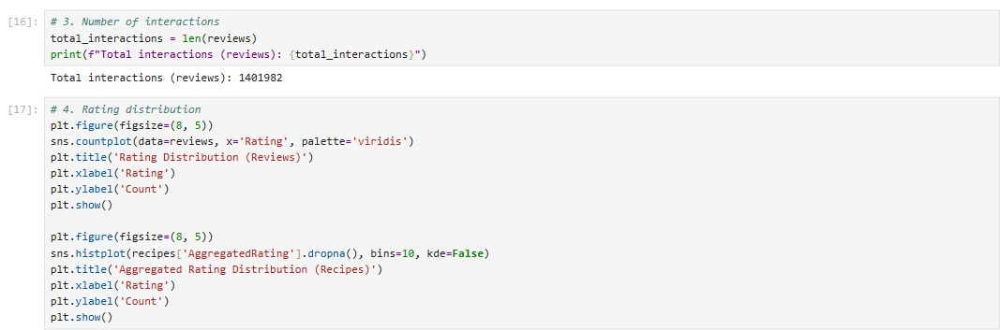 [16]: # 3. Number of interactions
total_interactions = len(reviews)
print(f"Total interactions (reviews): {total_interactions}")
Total interactions (reviews): 1401982
[17]: # 4. Rating distribution
plt.figure(figsize=(8, 5))
sns.countplot(data=reviews, x='Rating', palette='viridis')
plt.title('Rating Distribution (Reviews)')
plt.xlabel('Rating')
plt.ylabel('Count')
plt.show()

plt.figure(figsize=(8, 5))
sns.histplot(recipes['AggregatedRating'].dropna(), bins=10, kde=False)
plt.title('Aggregated Rating Distribution (Recipes)')
plt.xlabel('Rating')
plt.ylabel('Count')
plt.show()